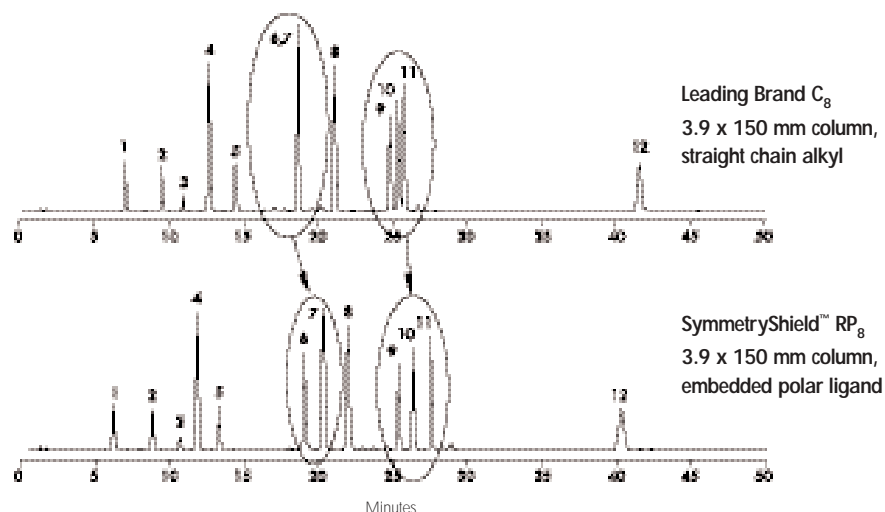 6,7
4 8
10 11
9
1 2 3 5 12
Leading Brand C8
3.9 x 150 mm column,
straight chain alkyl
0 5 10 15 20 25 30 35 40 45 50
4 7 8 11
6 10
9
1 2 3 5 12
SymmetryShield™ RP8
3.9 x 150 mm column,
embedded polar ligand
0 5 10 15 20 25 30 35 40 45 50
Minutes